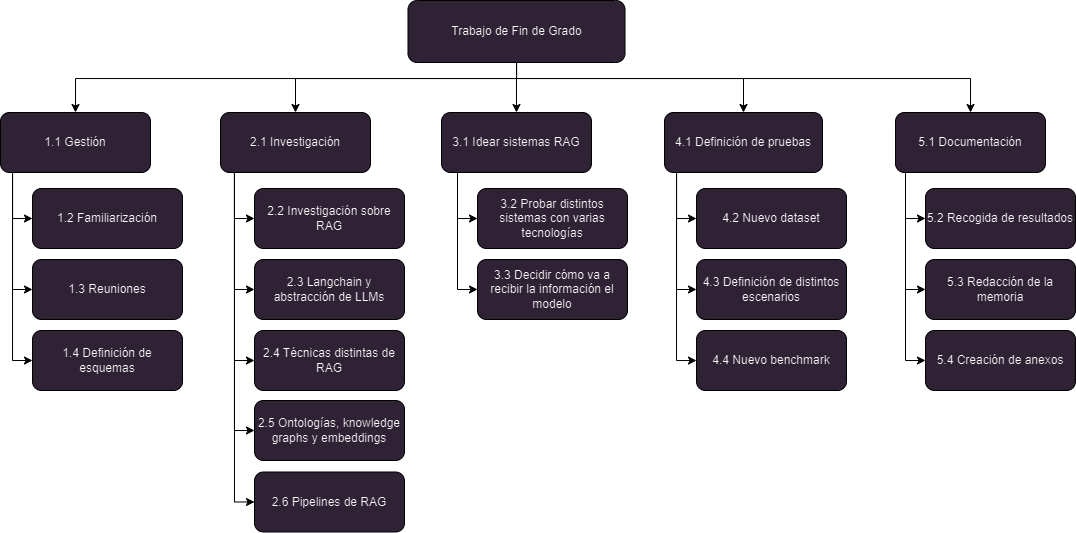 Trabajo de Fin de Grado
1.1 Gestión
1.2 Familiarización
1.3 Reuniones
1.4 Definición de
esquemas
2.1 Investigación
2.2 Investigación sobre
RAG
2.3 Langchain y
abstracción de LLMs
2.4 Técnicas distintas de
RAG
2.5 Ontologías, knowledge
graphs y embeddings
2.6 Pipelines de RAG
3.1 Idear sistemas RAG
3.2 Probar distintos
sistemas con varias
tecnologías
3.3 Decidir cómo va a
recibir la información el
modelo
4.1 Definición de pruebas
4.2 Nuevo dataset
4.3 Definición de distintos
escenarios
4.4 Nuevo benchmark
5.1 Documentación
5.2 Recogida de resultados
5.3 Redacción de la
memoria
5.4 Creación de anexos